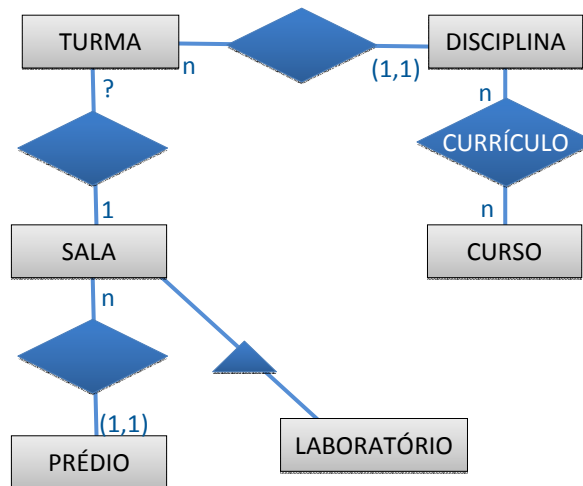 TURMA
DISCIPLINA
n
(1,1)
?
n
CURRÍCULO
1
n
SALA
CURSO
n
(1,1)
LABORATÓRIO
PRÉDIO